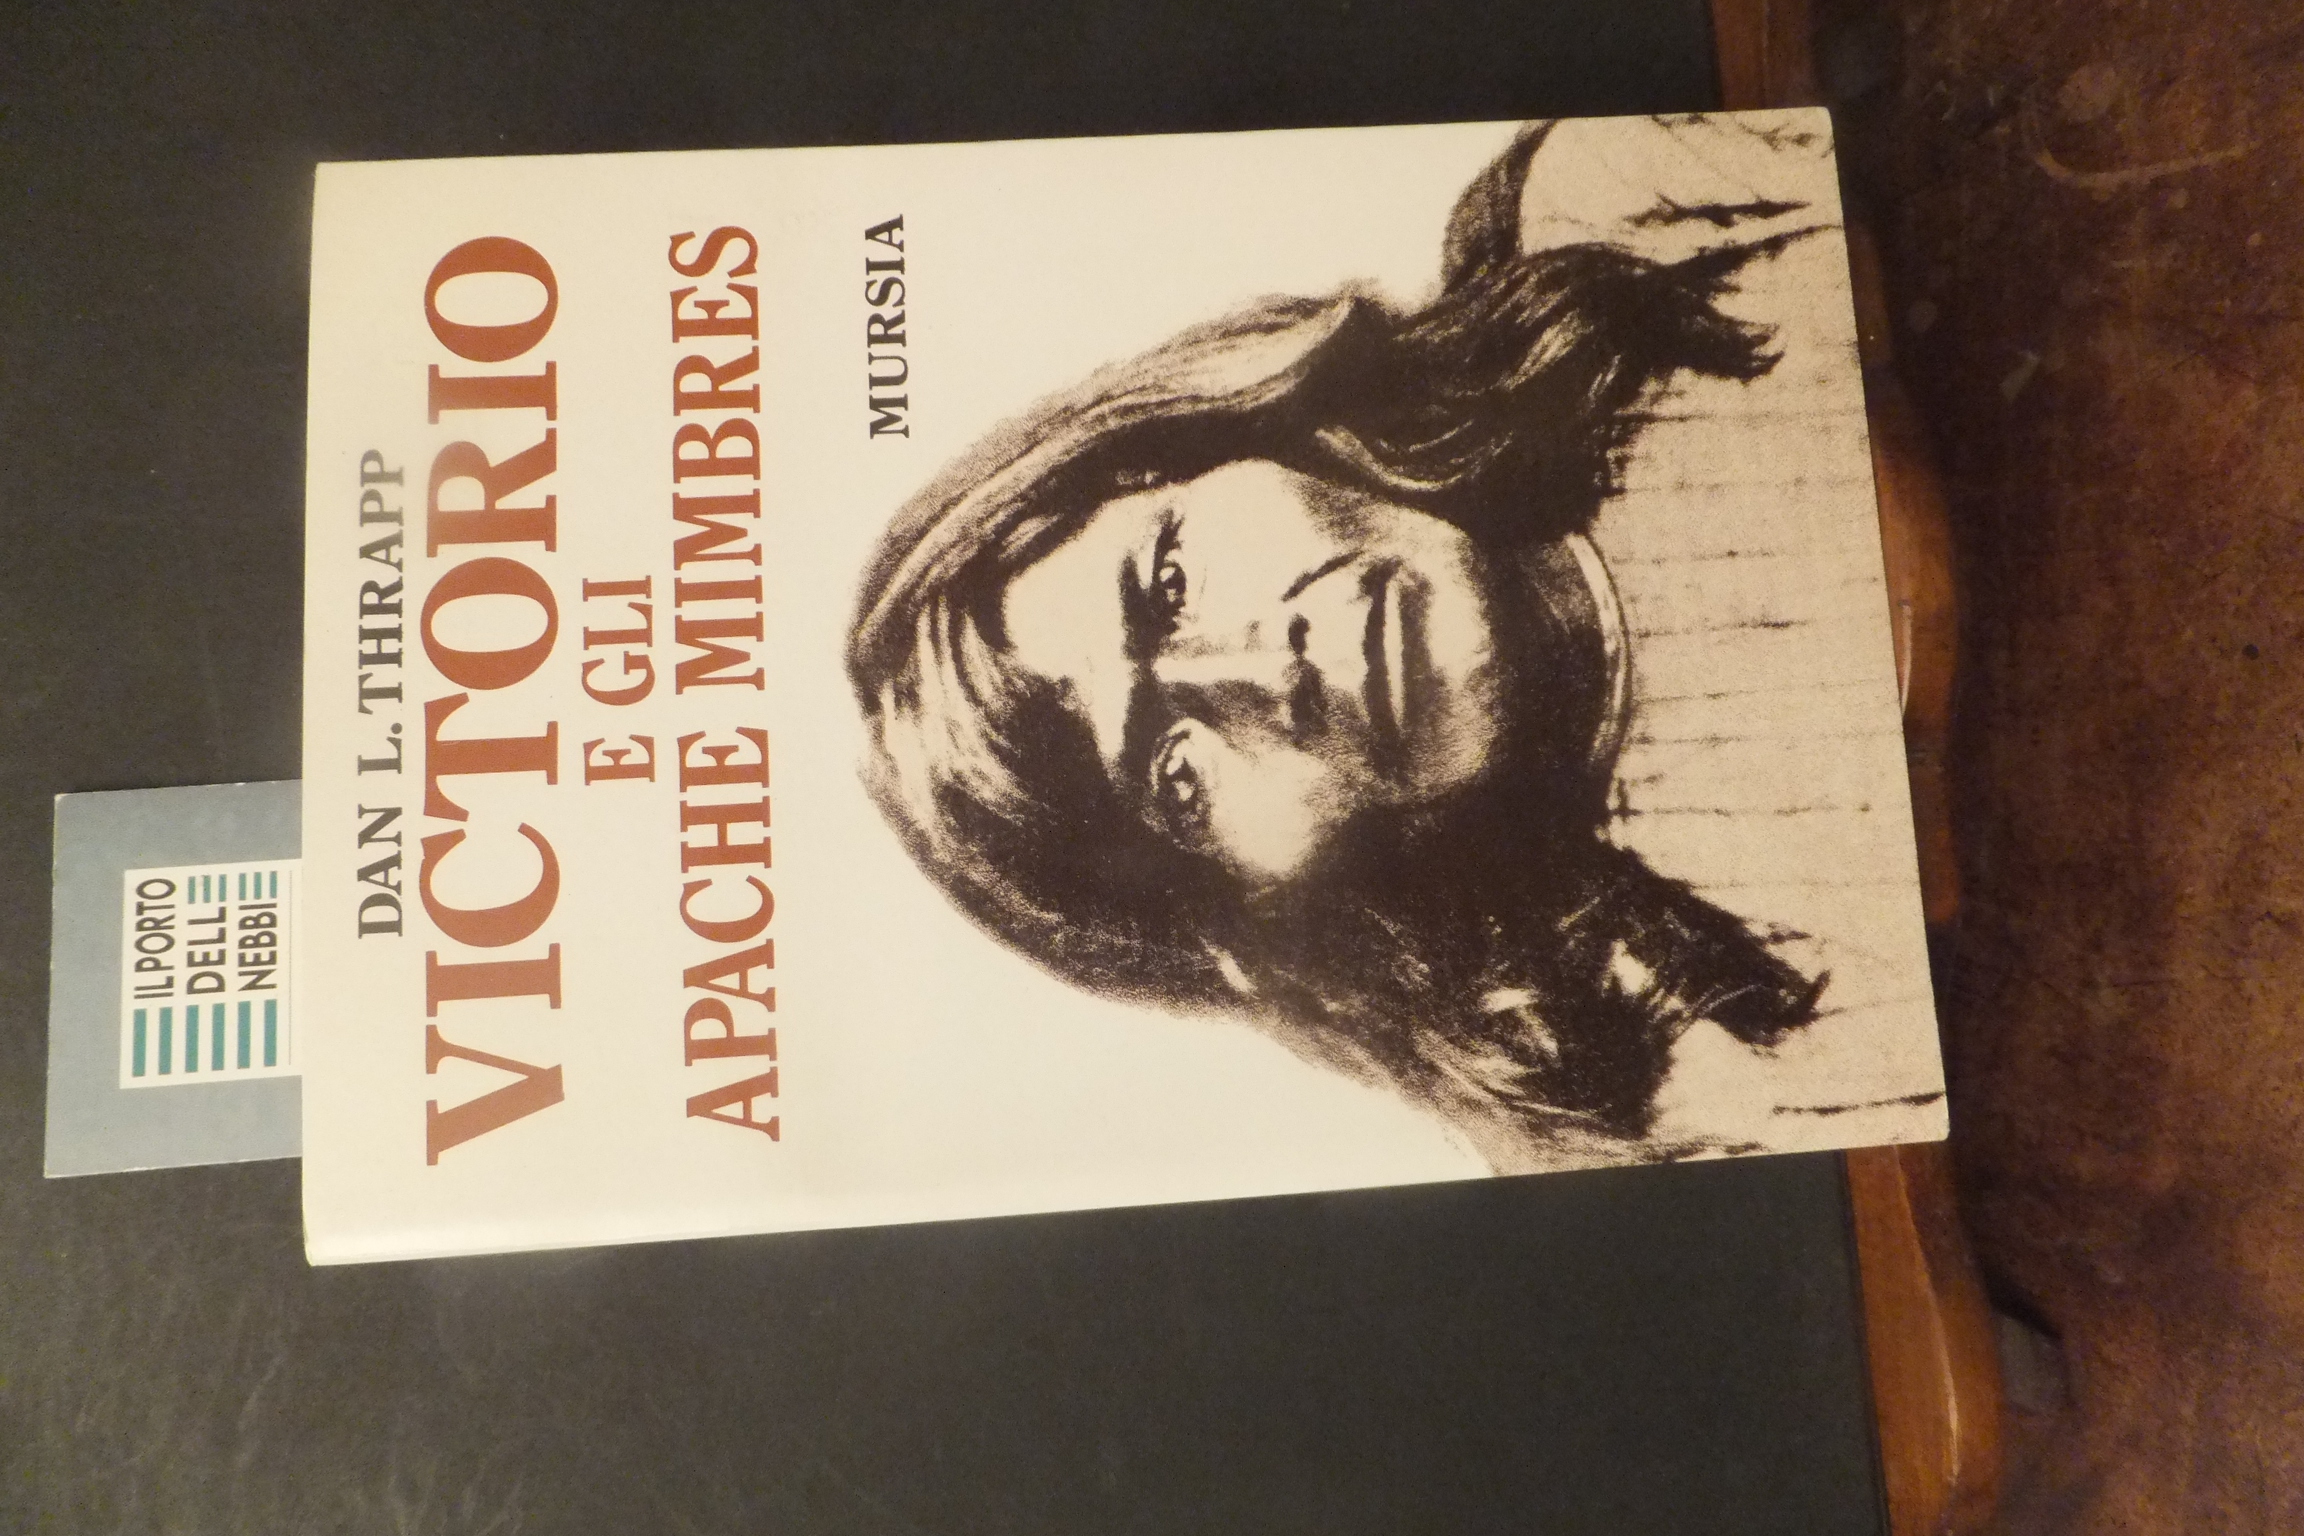 IL PORTO
DELLE
NEBBIE
DAN L. THRAPP
VICTORIO
E GLI
APACHE MIMBRES
MURSIA